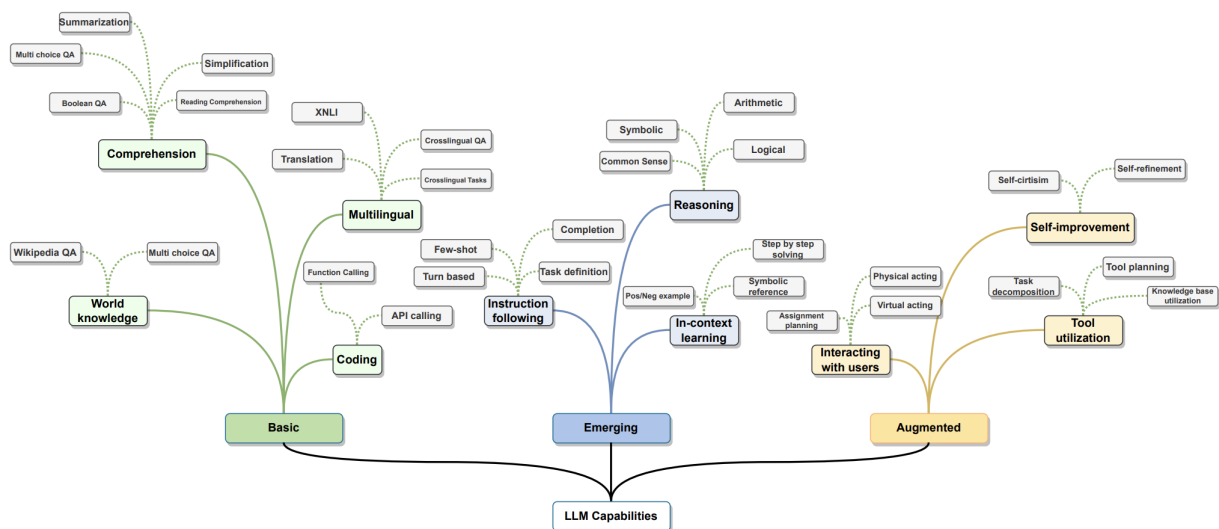 Summarization
Multi choice QA
Simplification
Boolean QA
Reading Comprehension
Comprehension
XNLI
Crosslingual QA
Translation
Crosslingual Tasks
Multilingual
Wikipedia QA
Multi choice QA
World
knowledge
Function Calling
API calling
Coding
Basic
Arithmetic
Symbolic
Logical
Common Sense
Reasoning
Completion
Few-shot
Turn based
Task definition
Instruction
following
Step by step
solving
Pos/Neg example
Symbolic
reference
In-context
learning
Emerging
Self-cirtisim
Self-refinement
Self-improvement
Physical acting
Virtual acting
Assignment
planning
Interacting
with users
Tool planning
Task
decomposition
Knowledge base
utilization
Tool
utilization
Augmented
LLM Capabilities